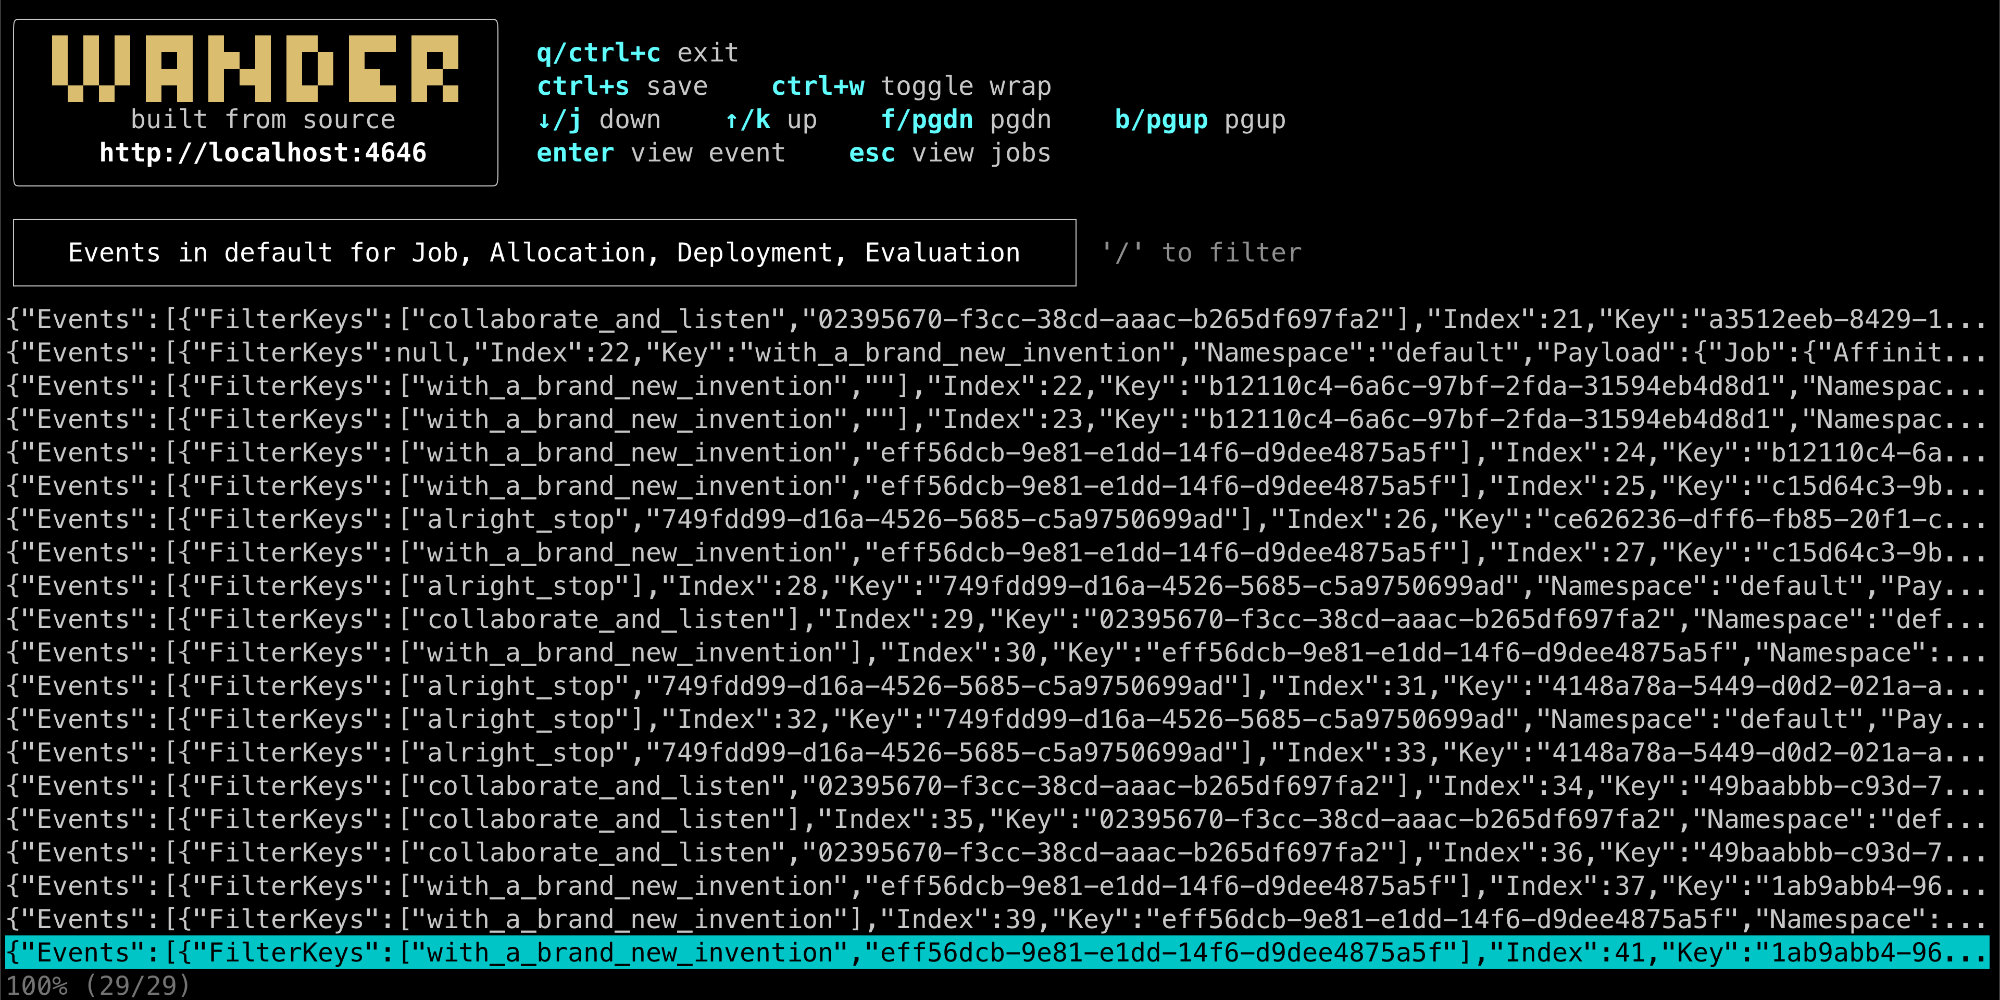 WANDER
built from source
http://localhost:4646
q/ctrl+c exit
ctrl+s save    ctrl+w toggle wrap
↓/j down    ↑/k up    f/pgdn pgdn    b/pgup pgup
enter view event    esc view jobs
Events in default for Job, Allocation, Deployment, Evaluation    '/' to filter
{"Events":[{"FilterKeys":["collaborate_and_listen","02395670-f3cc-38cd-aaac-b265df697fa2"],"Index":21,"Key":"a3512eeb-8429-1...
{"Events":[{"FilterKeys":null,"Index":22,"Key":"with_a_brand_new_invention","Namespace":"default","Payload":{"Job":{"Affinit...
{"Events":[{"FilterKeys":["with_a_brand_new_invention",""],"Index":22,"Key":"b12110c4-6a6c-97bf-2fda-31594eb4d8d1","Namespac...
{"Events":[{"FilterKeys":["with_a_brand_new_invention",""],"Index":23,"Key":"b12110c4-6a6c-97bf-2fda-31594eb4d8d1","Namespac...
{"Events":[{"FilterKeys":["with_a_brand_new_invention","eff56dcb-9e81-e1dd-14f6-d9dee4875a5f"],"Index":24,"Key":"b12110c4-6a...
{"Events":[{"FilterKeys":["with_a_brand_new_invention","eff56dcb-9e81-e1dd-14f6-d9dee4875a5f"],"Index":25,"Key":"c15d64c3-9b...
{"Events":[{"FilterKeys":["alright_stop","749fdd99-d16a-4526-5685-c5a9750699ad"],"Index":26,"Key":"ce626236-dff6-fb85-20f1-c...
{"Events":[{"FilterKeys":["with_a_brand_new_invention","eff56dcb-9e81-e1dd-14f6-d9dee4875a5f"],"Index":27,"Key":"c15d64c3-9b...
{"Events":[{"FilterKeys":["alright_stop"],"Index":28,"Key":"749fdd99-d16a-4526-5685-c5a9750699ad","Namespace":"default","Pay...
{"Events":[{"FilterKeys":["collaborate_and_listen"],"Index":29,"Key":"02395670-f3cc-38cd-aaac-b265df697fa2","Namespace":"def...
{"Events":[{"FilterKeys":["with_a_brand_new_invention"],"Index":30,"Key":"eff56dcb-9e81-e1dd-14f6-d9dee4875a5f","Namespace":...
{"Events":[{"FilterKeys":["alright_stop","749fdd99-d16a-4526-5685-c5a9750699ad"],"Index":31,"Key":"4148a78a-5449-d0d2-021a-a...
{"Events":[{"FilterKeys":["alright_stop"],"Index":32,"Key":"749fdd99-d16a-4526-5685-c5a9750699ad","Namespace":"default","Pay...
{"Events":[{"FilterKeys":["alright_stop","749fdd99-d16a-4526-5685-c5a9750699ad"],"Index":33,"Key":"4148a78a-5449-d0d2-021a-a...
{"Events":[{"FilterKeys":["collaborate_and_listen","02395670-f3cc-38cd-aaac-b265df697fa2"],"Index":34,"Key":"49baabbb-c93d-7...
{"Events":[{"FilterKeys":["collaborate_and_listen"],"Index":35,"Key":"02395670-f3cc-38cd-aaac-b265df697fa2","Namespace":"def...
{"Events":[{"FilterKeys":["collaborate_and_listen","02395670-f3cc-38cd-aaac-b265df697fa2"],"Index":36,"Key":"49baabbb-c93d-7...
{"Events":[{"FilterKeys":["with_a_brand_new_invention","eff56dcb-9e81-e1dd-14f6-d9dee4875a5f"],"Index":37,"Key":"1ab9abb4-96...
{"Events":[{"FilterKeys":["with_a_brand_new_invention"],"Index":39,"Key":"eff56dcb-9e81-e1dd-14f6-d9dee4875a5f","Namespace":...
{"Events":[{"FilterKeys":["with_a_brand_new_invention","eff56dcb-9e81-e1dd-14f6-d9dee4875a5f"],"Index":41,"Key":"1ab9abb4-96...
100% (29/29)